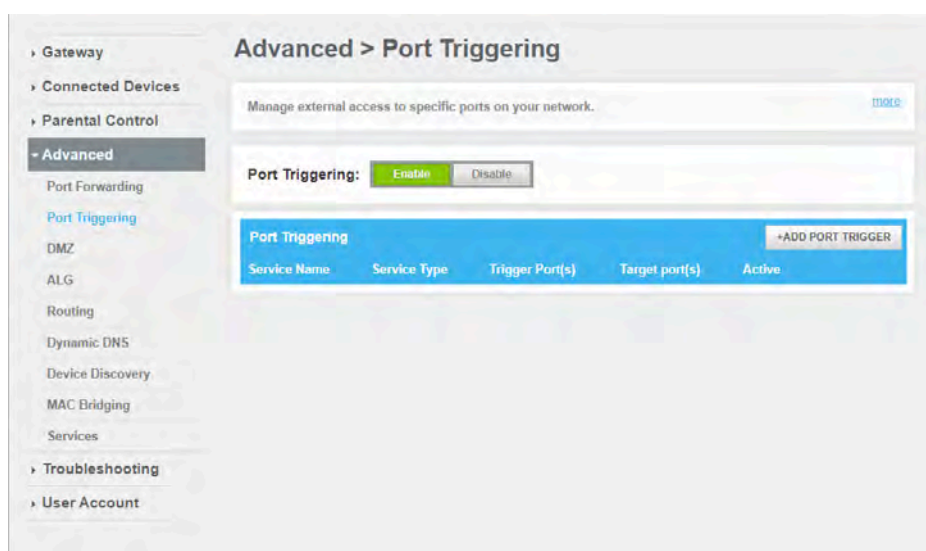 Gateway
Connected Devices
Parental Control
Advanced
Port Forwarding
Port Triggering
DMZ
ALG
Routing
Dynamic DNS
Device Discovery
MAC Bridging
Services
Troubleshooting
User Account
Advanced > Port Triggering
Manage external access to specific ports on your network. more
Port Triggering: Enable Disable
Port Triggering +ADD PORT TRIGGER
Service Name Service Type Trigger Port(s) Target port(s) Active